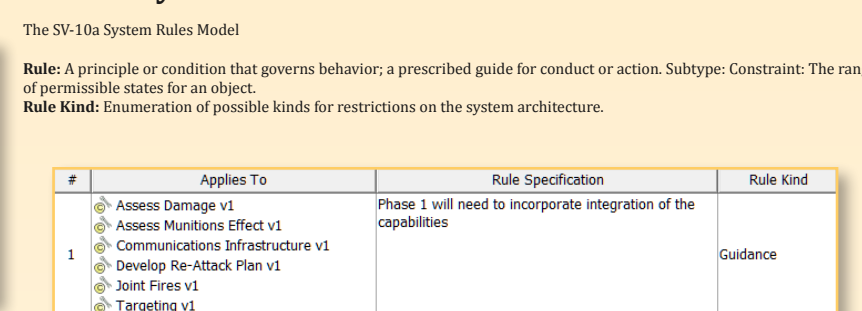 The SV-10a System Rules Model
Rule: A principle or condition that governs behavior; a prescribed guide for conduct or action. Subtype: Constraint: The
of permissible states for an object.
Rule Kind: Enumeration of possible kinds for restrictions on the system architecture.
# Applies To Rule Specification Rule Kind
Assess Damage v1 Phase 1 will need to incorporate integration of the
Assess Munitions Effect v1 capabilities
Communications Infrastructure v1
1 Guidance
Develop Re-Attack Plan v1
Joint Fires v1
Targeting v1